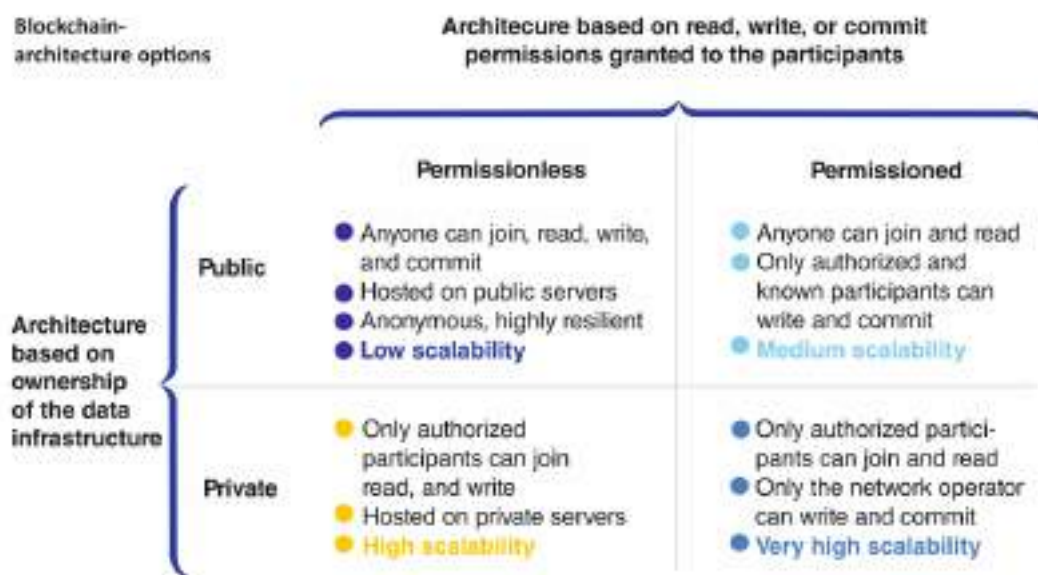 Blockchain-
architecture options
Architecure based on read, write, or commit
permissions granted to the participants
Permissionless
Permissioned
Architecture
based on
ownership
of the data
infrastructure
Public
Anyone can join, read, write,
and commit
Hosted on public servers
Anonymous, highly resilient
Low scalability
Anyone can join and read
Only authorized and
known participants can
write and commit
Medium scalability
Private
Only authorized
participants can join
read, and write
Hosted on private servers
High scalability
Only authorized partici-
pants can join and read
Only the network operator
can write and commit
Very high scalability